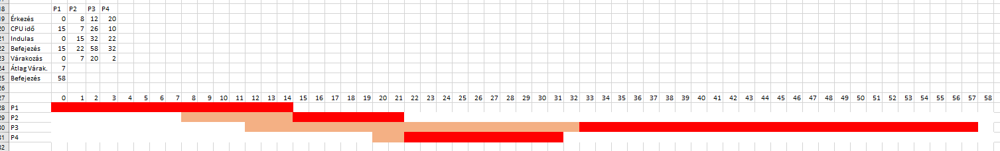 18 P1 P2 P3 P4
19 Érkezés 0 8 12 20
20 CPU idő 15 7 26 10
21 Indulas 0 15 32 22
22 Befejezés 15 22 58 32
23 Várakozás 0 7 20 2
24 Átlag Várak. 7
25 Befejezés 58
26
27 0 1 2 3 4 5 6 7 8 9 10 11 12 13 14 15 16 17 18 19 20 21 22 23 24 25 26 27 28 29 30 31 32 33 34 35 36 37 38 39 40 41 42 43 44 45 46 47 48 49 50 51 52 53 54 55 56 57 58
28 P1
29 P2
30 P3
31 P4
32